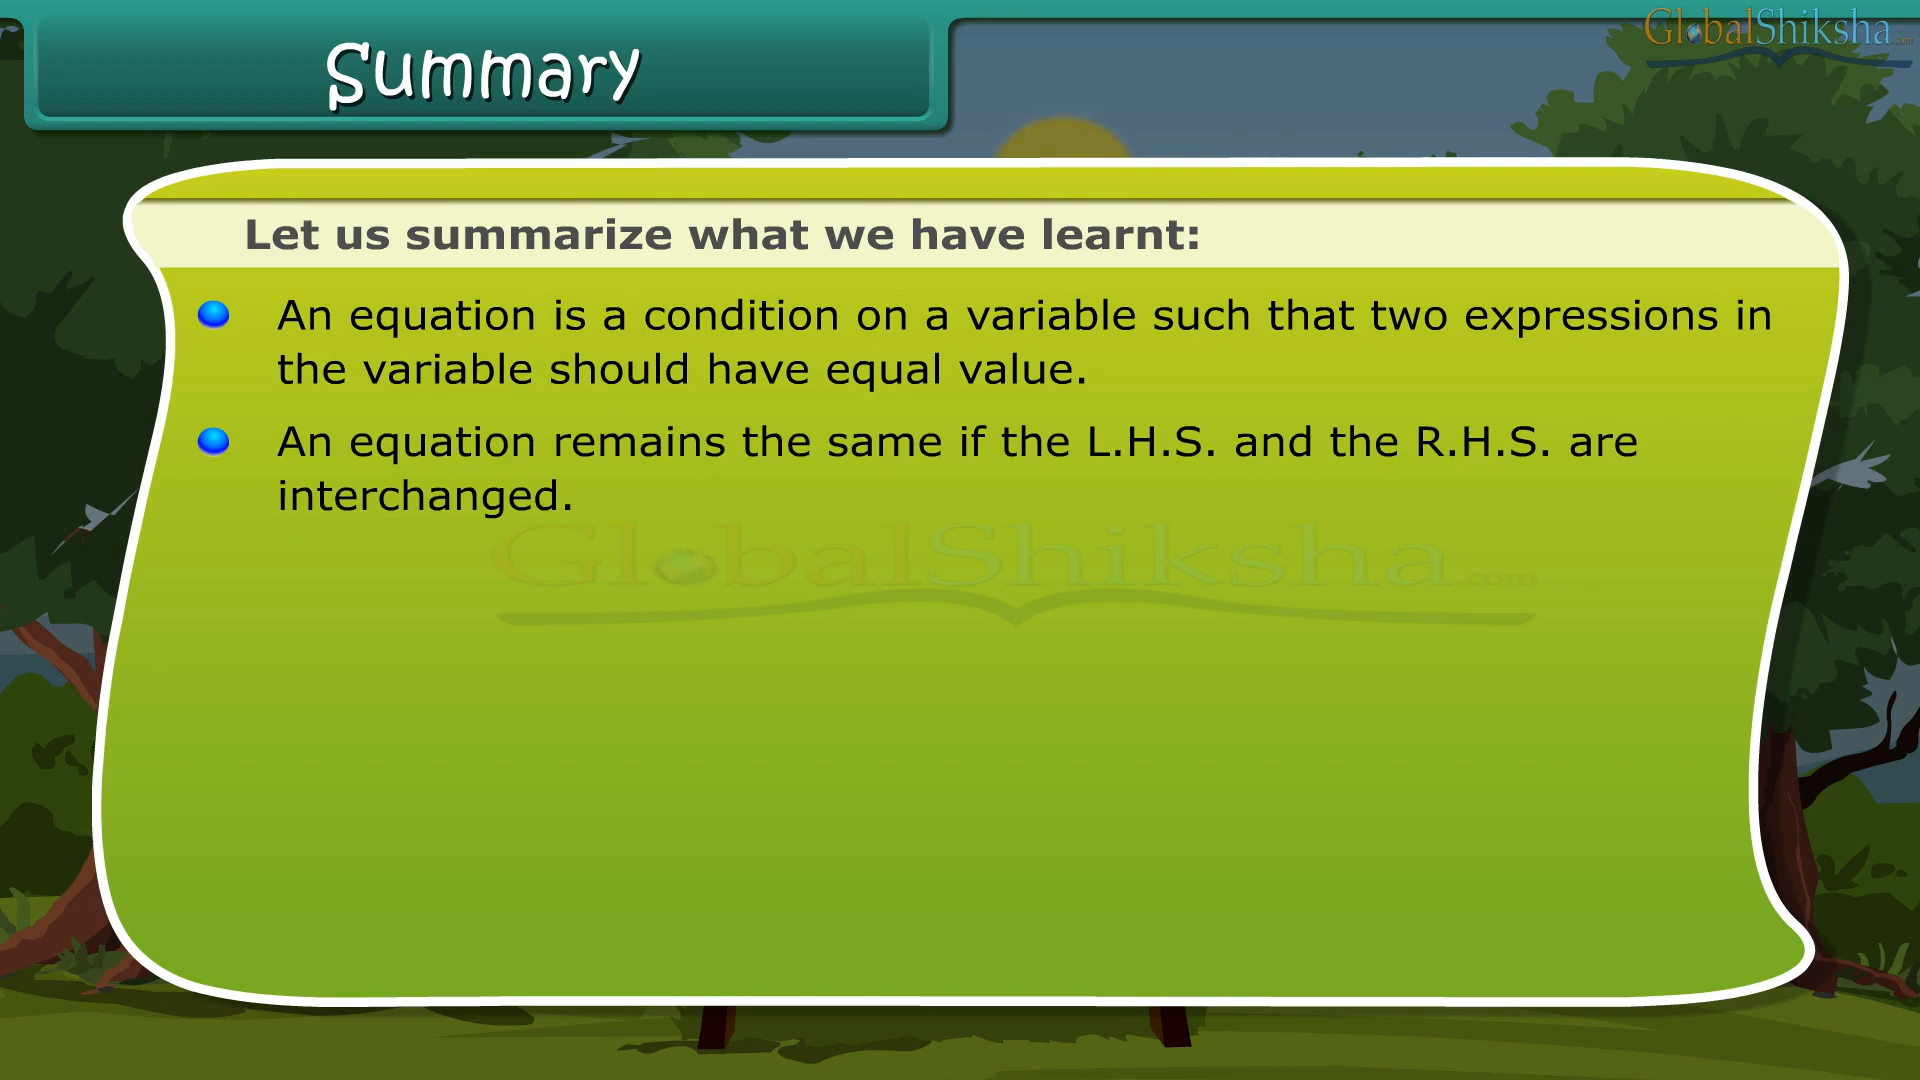 Summary
GlobalShiksha.com
Let us summarize what we have learnt:
An equation is a condition on a variable such that two expressions in
the variable should have equal value.
An equation remains the same if the L.H.S. and the R.H.S. are
interchanged.
GlobalShiksha.com